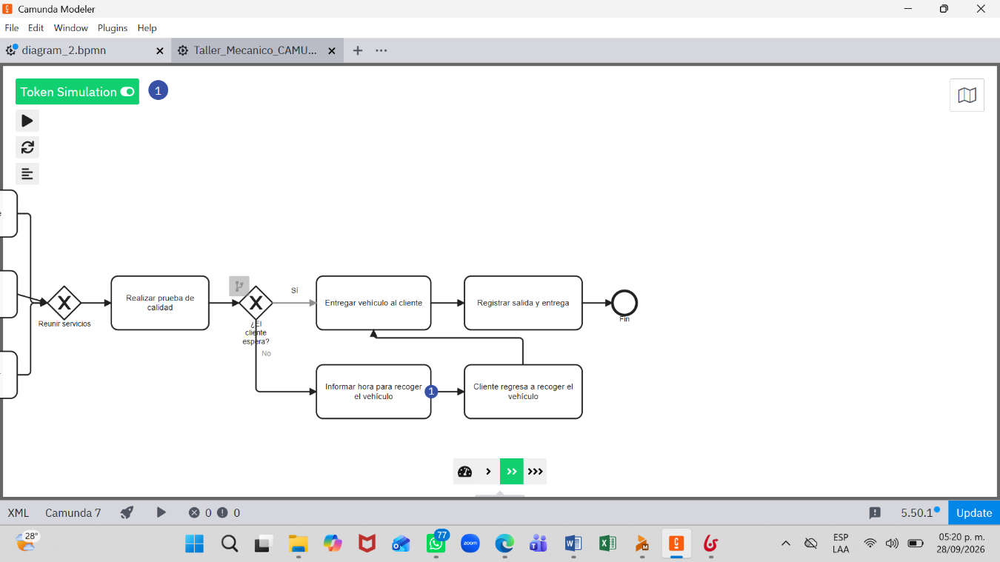 Camunda Modeler
File Edit Window Plugins Help
diagram_2.bpmn
Taller_Mecanico_CAMU...
Token Simulation
1
Sí
Realizar prueba de
calidad
Entregar vehículo al cliente
Registrar salida y entrega
Reunir servicios
¿El
cliente
espera?
Fin
No
Informar hora para recoger
el vehículo
1
Cliente regresa a recoger el
vehículo
XML Camunda 7 0 0 5.50.1 Update
28°
77
zoom
ESP
LAA
05:20 p. m.
28/09/2026